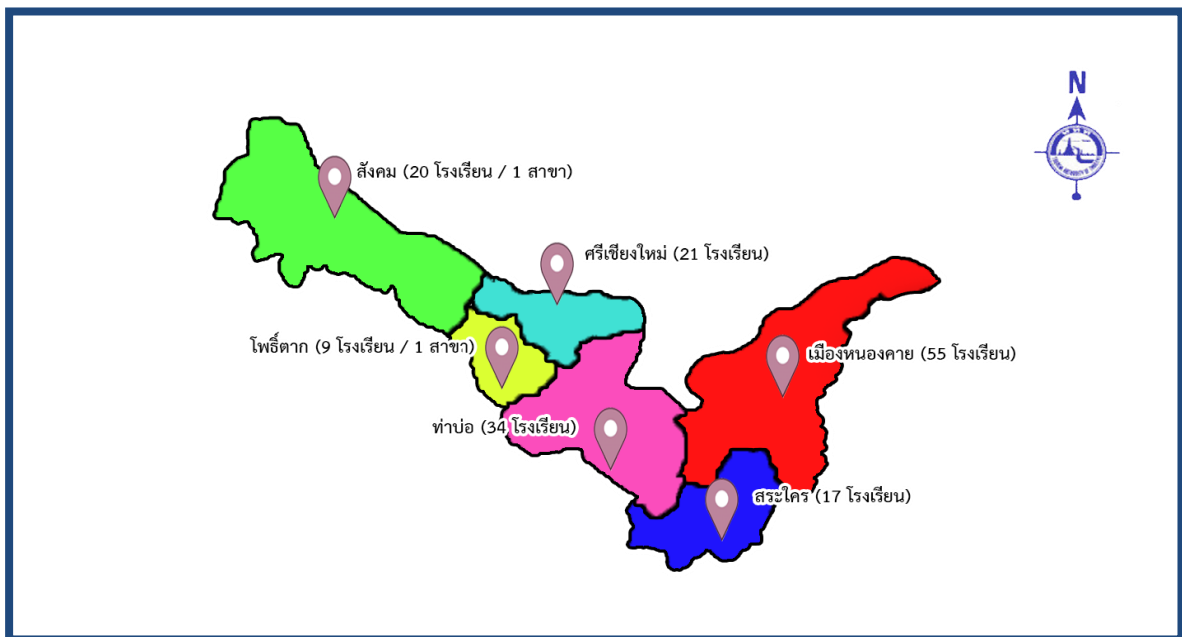 N
สังคม (20 โรงเรียน / 1 สาขา)
ศรีเชียงใหม่ (21 โรงเรียน)
โพธิ์ตาก (9 โรงเรียน / 1 สาขา)
เมืองหนองคาย (55 โรงเรียน)
ท่าบ่อ (34 โรงเรียน)
สระใคร (17 โรงเรียน)